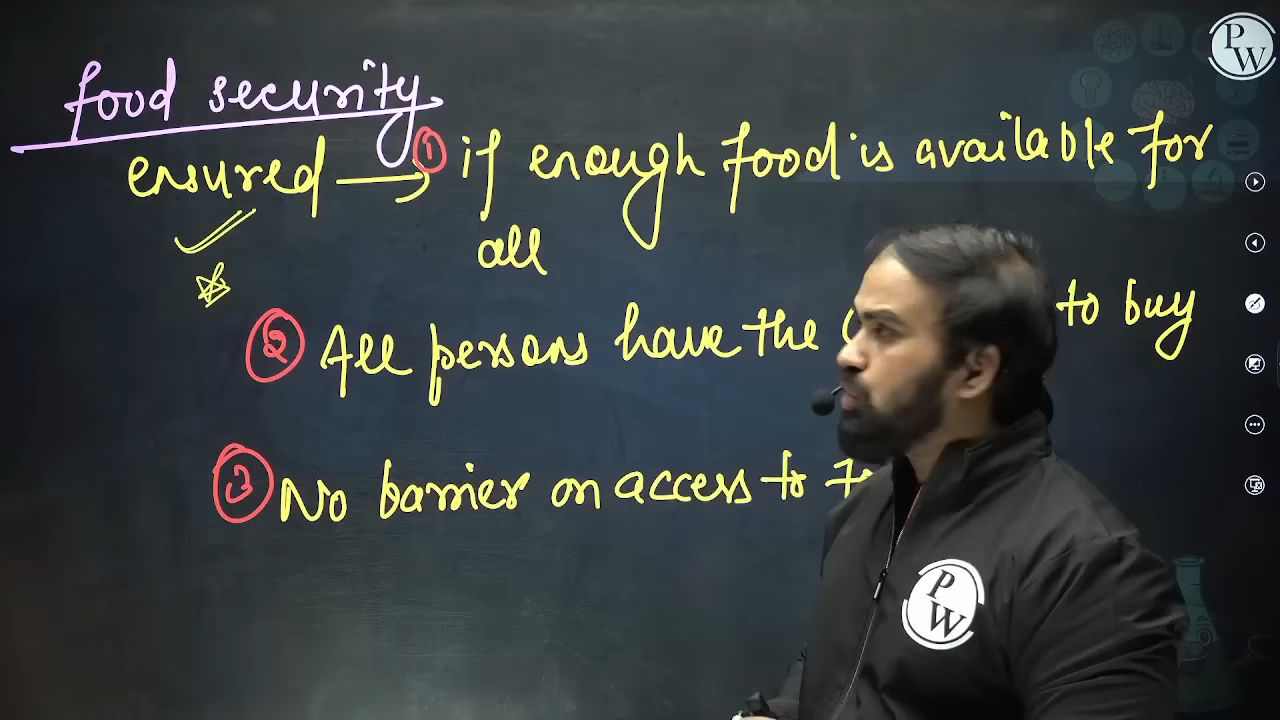 PW
food security
ensured → ① if enough food is available for
all
② All persons have the to buy
③ No barrier on access to
PW